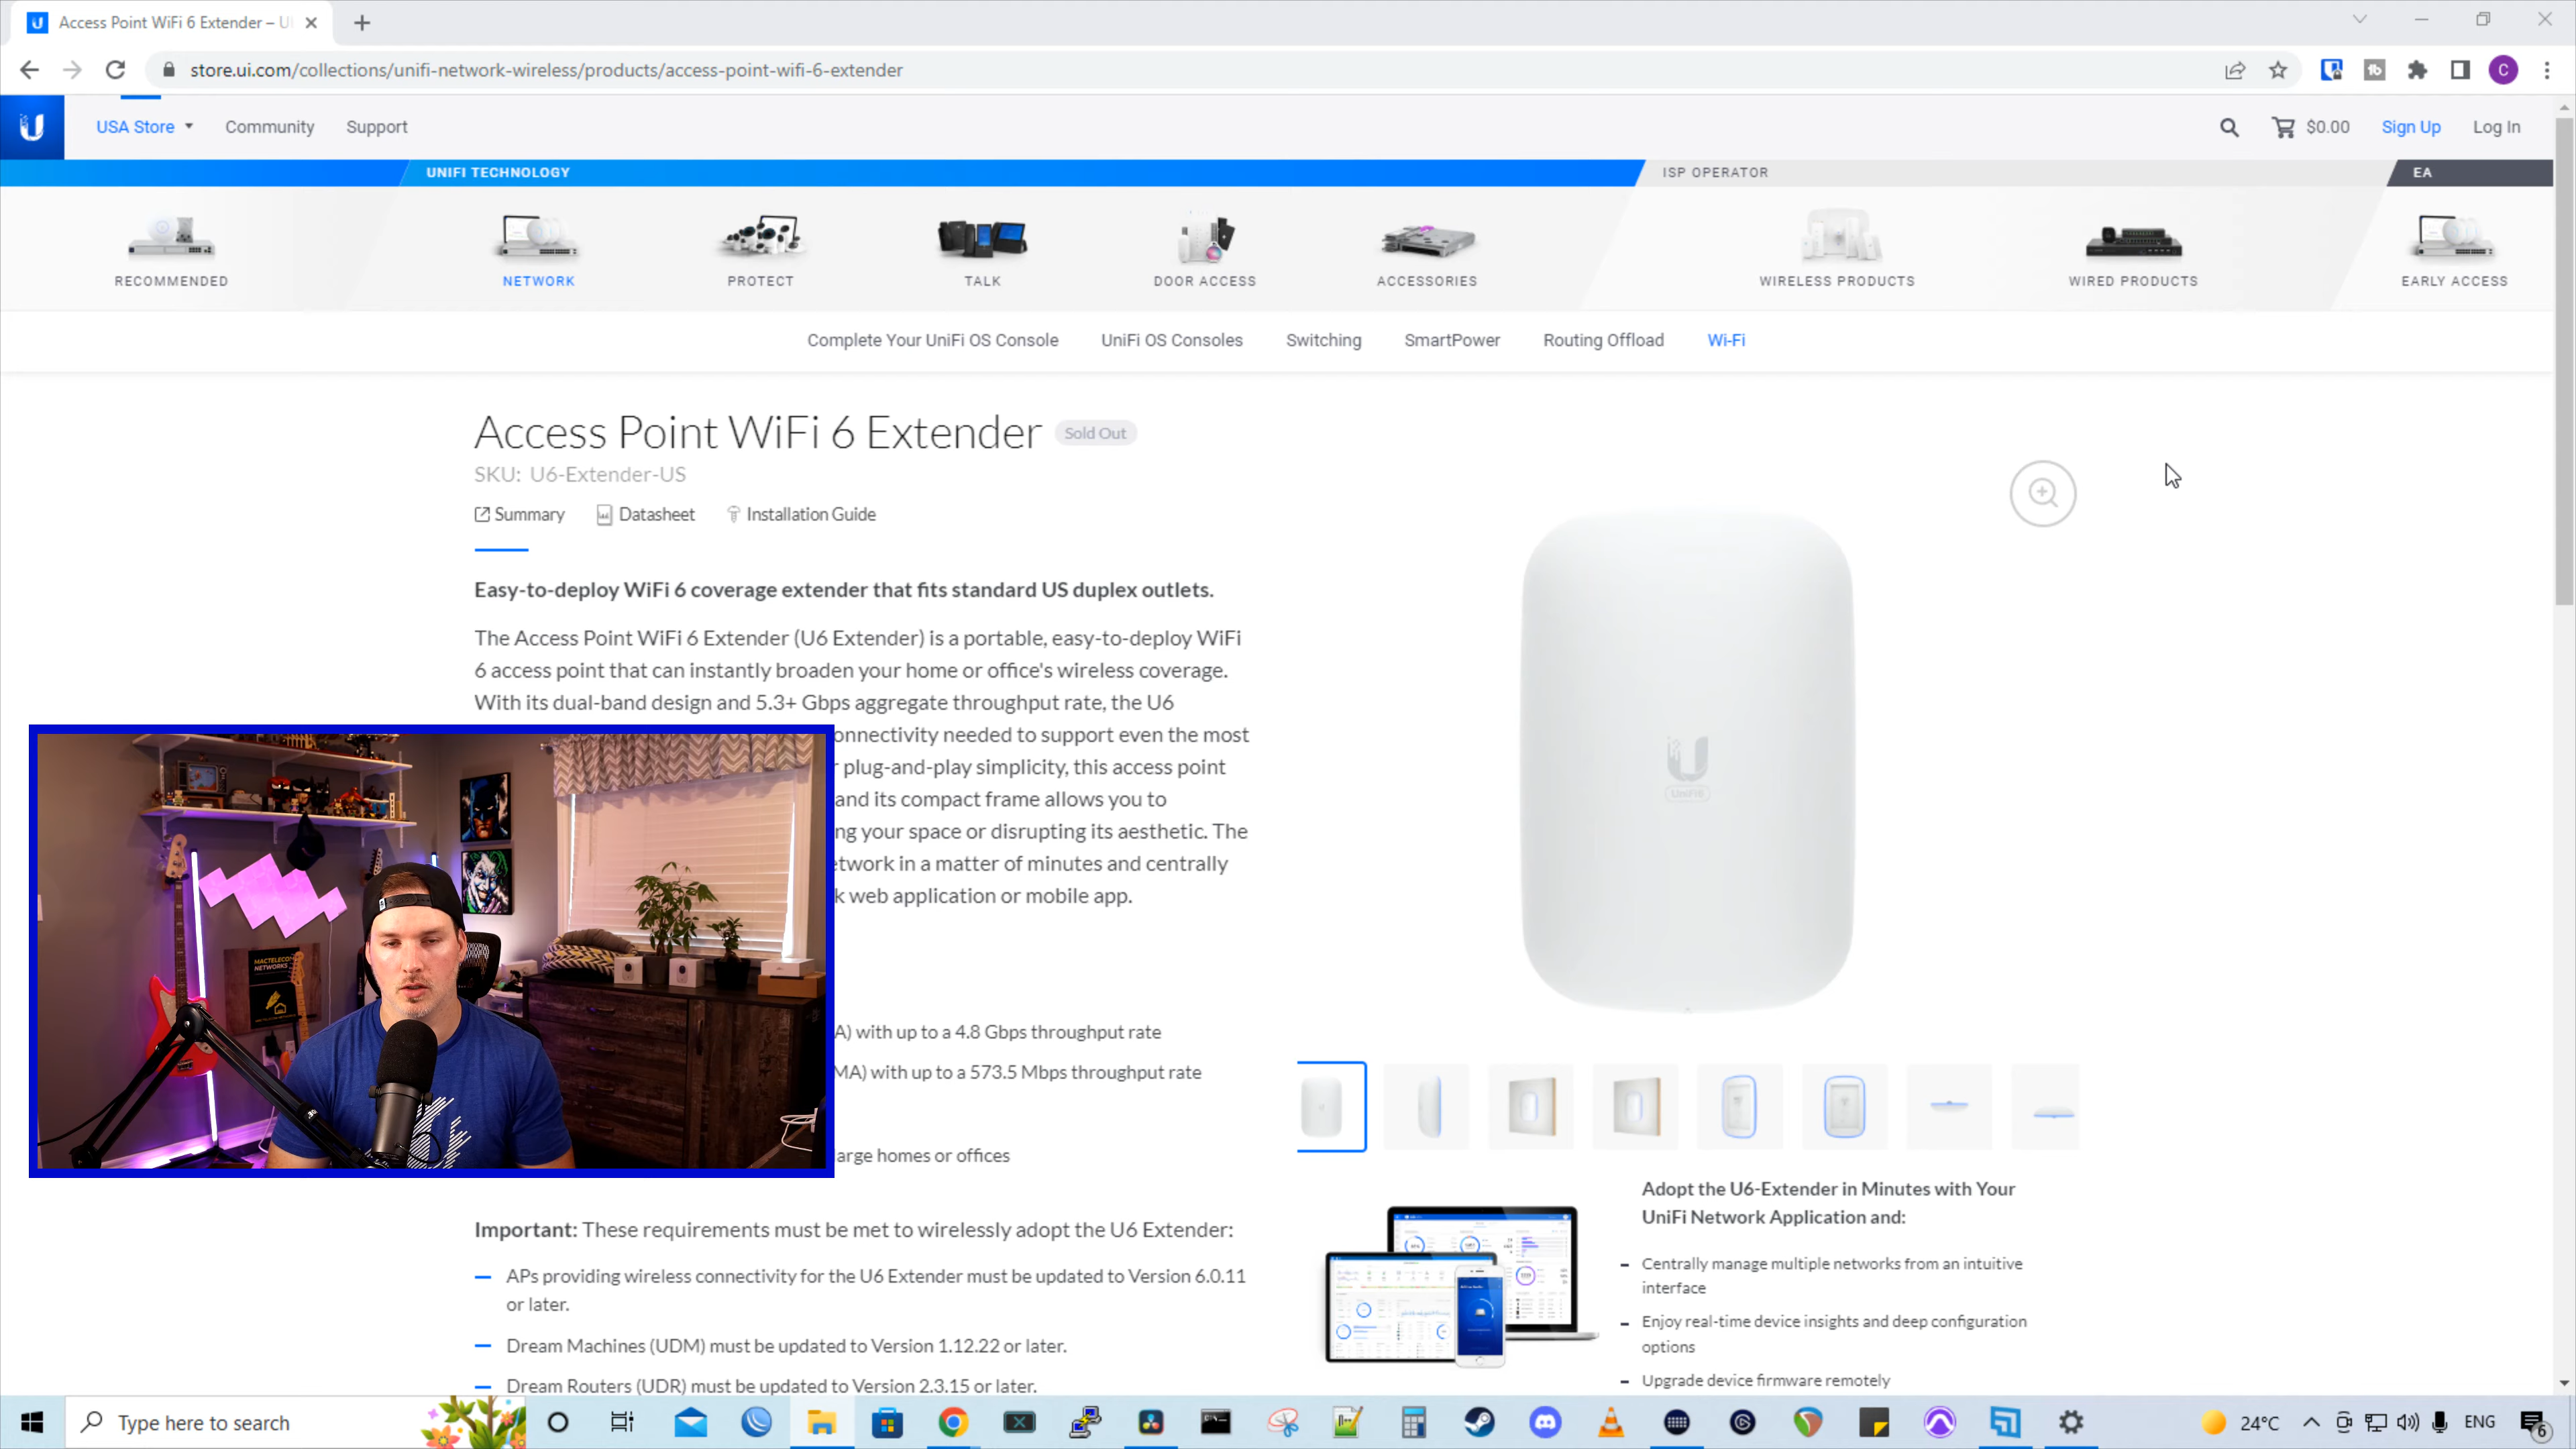 Access Point WiFi 6 Extender – U
store.ui.com/collections/unifi-network-wireless/products/access-point-wifi-6-extender
C
USA Store
Community
Support
$0.00
Sign Up
Log In
UNIFI TECHNOLOGY
ISP OPERATOR
EA
RECOMMENDED
NETWORK
PROTECT
TALK
DOOR ACCESS
ACCESSORIES
WIRELESS PRODUCTS
WIRED PRODUCTS
EARLY ACCESS
Complete Your UniFi OS Console
UniFi OS Consoles
Switching
SmartPower
Routing Offload
Wi-Fi
Access Point WiFi 6 Extender
Sold Out
SKU: U6-Extender-US
Summary
Datasheet
Installation Guide
Easy-to-deploy WiFi 6 coverage extender that fits standard US duplex outlets.
The Access Point WiFi 6 Extender (U6 Extender) is a portable, easy-to-deploy WiFi
6 access point that can instantly broaden your home or office's wireless coverage.
With its dual-band design and 5.3+ Gbps aggregate throughput rate, the U6
onnectivity needed to support even the most
plug-and-play simplicity, this access point
and its compact frame allows you to
ng your space or disrupting its aesthetic. The
etwork in a matter of minutes and centrally
k web application or mobile app.
A) with up to a 4.8 Gbps throughput rate
MA) with up to a 573.5 Mbps throughput rate
arge homes or offices
MACTELECOM
NETWORKS
UniFi6
Important: These requirements must be met to wirelessly adopt the U6 Extender:
APs providing wireless connectivity for the U6 Extender must be updated to Version 6.0.11
or later.
Dream Machines (UDM) must be updated to Version 1.12.22 or later.
Dream Routers (UDR) must be updated to Version 2.3.15 or later.
Adopt the U6-Extender in Minutes with Your
UniFi Network Application and:
Centrally manage multiple networks from an intuitive
interface
Enjoy real-time device insights and deep configuration
options
Upgrade device firmware remotely
Type here to search
24°C
ENG
6